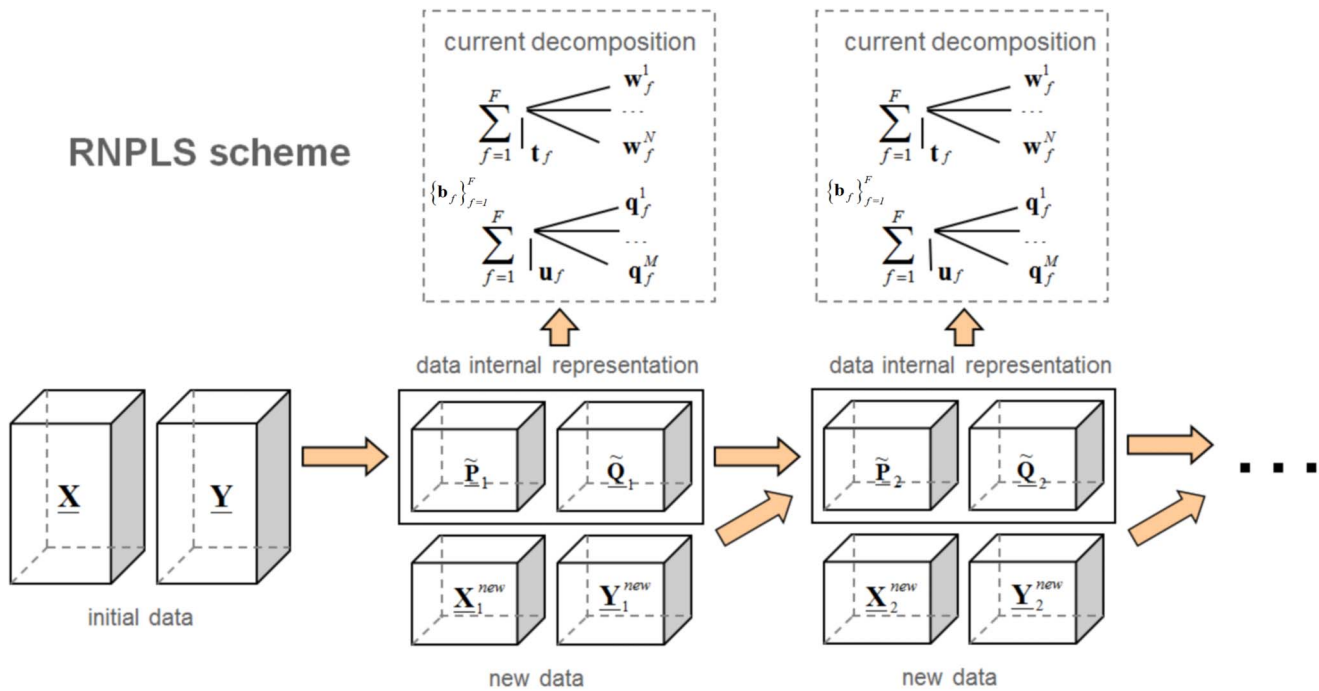 RNPLS scheme
current decomposition
∑_{f=1}^{F} t_f w_f^1 ... w_f^N
{b_f}_{f=1}^{F}
∑_{f=1}^{F} u_f q_f^1 ... q_f^M
current decomposition
∑_{f=1}^{F} t_f w_f^1 ... w_f^N
{b_f}_{f=1}^{F}
∑_{f=1}^{F} u_f q_f^1 ... q_f^M
data internal representation
data internal representation
X Y
P̃_1 Q̃_1
P̃_2 Q̃_2
...
initial data
X_1^{new} Y_1^{new}
X_2^{new} Y_2^{new}
new data
new data